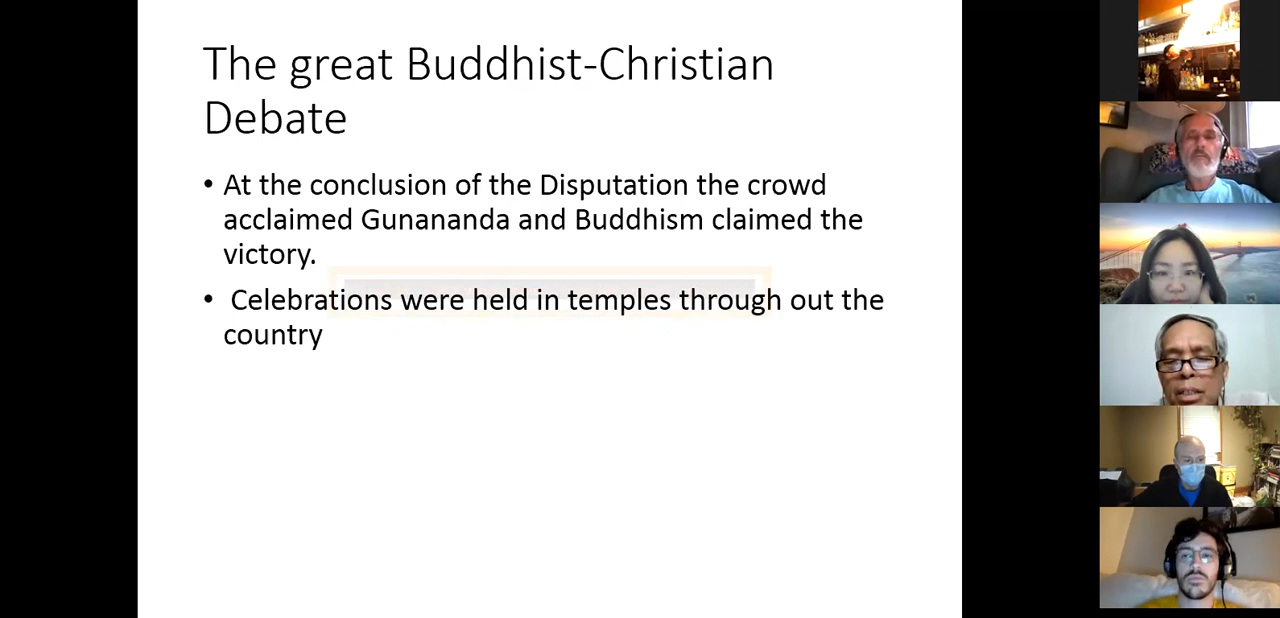 The great Buddhist-Christian
Debate
• At the conclusion of the Disputation the crowd
acclaimed Gunananda and Buddhism claimed the
victory.
• Celebrations were held in temples through out the
country